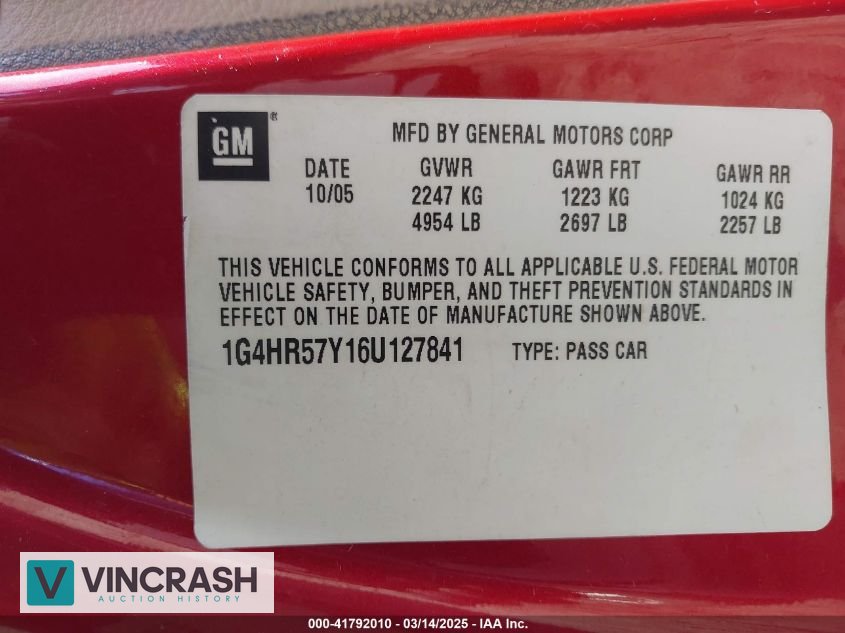 GM ®
MFD BY GENERAL MOTORS CORP
DATE GVWR GAWR FRT GAWR RR
10/05 2247 KG 1223 KG 1024 KG
4954 LB 2697 LB 2257 LB
THIS VEHICLE CONFORMS TO ALL APPLICABLE U.S. FEDERAL MOTOR
VEHICLE SAFETY, BUMPER, AND THEFT PREVENTION STANDARDS IN
EFFECT ON THE DATE OF MANUFACTURE SHOWN ABOVE.
1G4HR57Y16U127841 TYPE: PASS CAR
V VINCRASH
AUCTION HISTORY
000-41792010 - 03/14/2025 - IAA Inc.